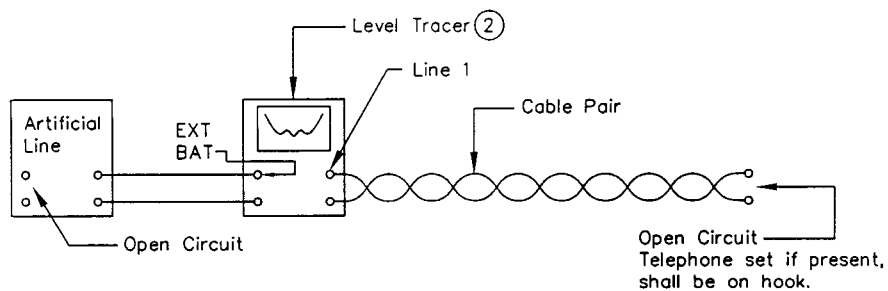 Level Tracer 2
Line 1
Cable Pair
Artificial
Line
EXT
BAT
Open Circuit
Open Circuit
Telephone set if present,
shall be on hook.